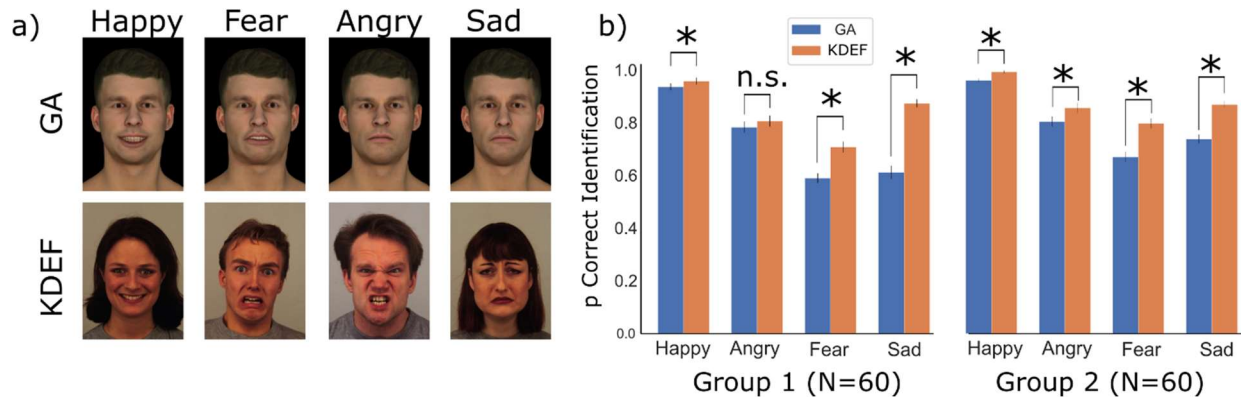 a)
Happy Fear Angry Sad
GA
KDEF
b)
GA
KDEF
* n.s. * *
* * * *
p Correct Identification
1.0
0.8
0.6
0.4
0.2
0.0
Happy Angry Fear Sad
Group 1 (N=60)
Happy Angry Fear Sad
Group 2 (N=60)